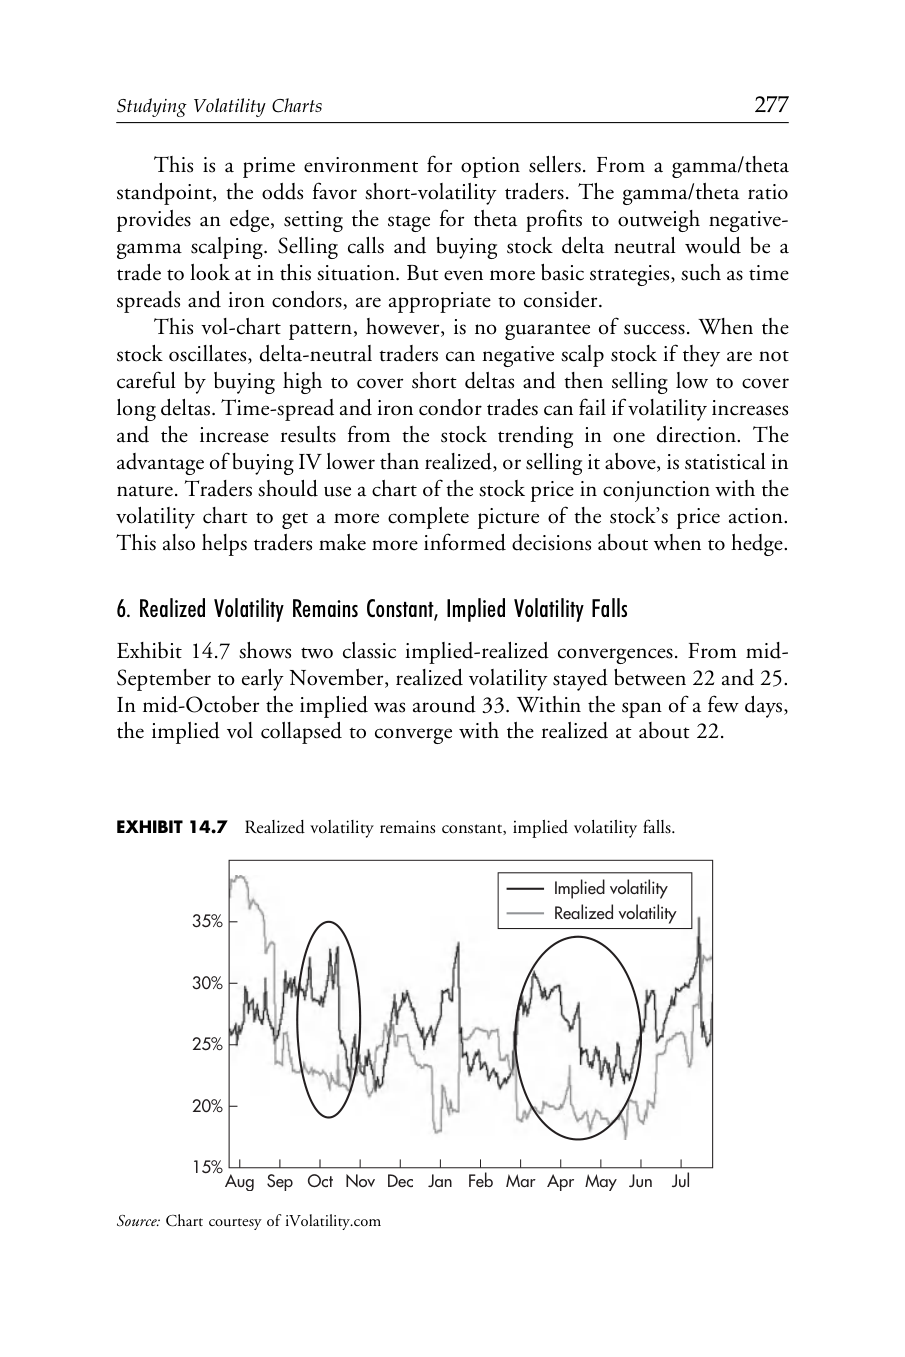 Studying Volatility Charts 277
This is a prime environment for option sellers. From a gamma/theta
standpoint, the odds favor short-volatility traders. The gamma/theta ratio
provides an edge, setting the stage for theta profits to outweigh negative-
gamma scalping. Selling calls and buying stock delta neutral would be a
trade to look at in this situation. But even more basic strategies, such as time
spreads and iron condors, are appropriate to consider.
This vol-chart pattern, however, is no guarantee of success. When the
stock oscillates, delta-neutral traders can negative scalp stock if they are not
careful by buying high to cover short deltas and then selling low to cover
long deltas. Time-spread and iron condor trades can fail if volatility increases
and the increase results from the stock trending in one direction. The
advantage of buying IV lower than realized, or selling it above, is statistical in
nature. Traders should use a chart of the stock price in conjunction with the
volatility chart to get a more complete picture of the stock’s price action.
This also helps traders make more informed decisions about when to hedge.
6. Realized Volatility Remains Constant, Implied Volatility Falls
Exhibit 14.7 shows two classic implied-realized convergences. From mid-
September to early November, realized volatility stayed between 22 and 25.
In mid-October the implied was around 33. Within the span of a few days,
the implied vol collapsed to converge with the realized at about 22.
EXHIBIT 14.7 Realized volatility remains constant, implied volatility falls.
Implied volatility
Realized volatility
35%
30%
25%
20%
15%
Aug Sep Oct Nov Dec Jan Feb Mar Apr May Jun Jul
Source: Chart courtesy of iVolatility.com